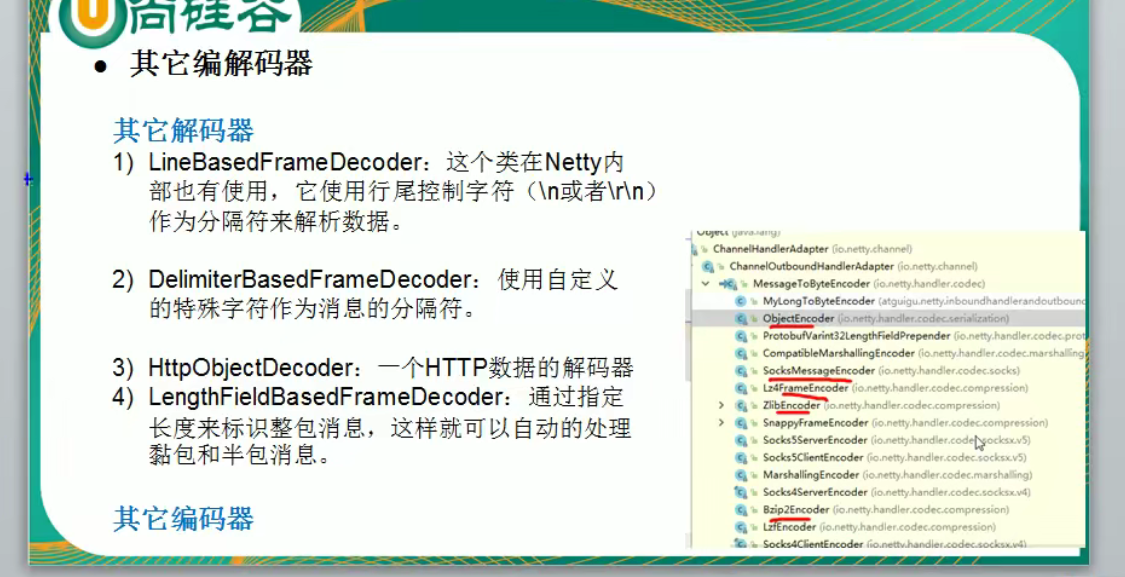 尚硅谷
● 其它编解码器
其它解码器
1) LineBasedFrameDecoder：这个类在Netty内
部也有使用，它使用行尾控制字符（\n或者\r\n）
作为分隔符来解析数据。
2) DelimiterBasedFrameDecoder：使用自定义
的特殊字符作为消息的分隔符。
3) HttpObjectDecoder：一个HTTP数据的解码器
4) LengthFieldBasedFrameDecoder：通过指定
长度来标识整包消息，这样就可以自动的处理
黏包和半包消息。
其它编码器
Object (java.lang)
ChannelHandlerAdapter (io.netty.channel)
ChannelOutboundHandlerAdapter (io.netty.channel)
MessageToByteEncoder (io.netty.handler.codec)
MyLongToByteEncoder (atguigu.netty.inboundhandlerandoutbound
ObjectEncoder (io.netty.handler.codec.serialization)
ProtobufVarint32LengthFieldPrepender (io.netty.handler.codec.prot
CompatibleMarshallingEncoder (io.netty.handler.codec.marshalling
SocksMessageEncoder (io.netty.handler.codec.socks)
Lz4FrameEncoder (io.netty.handler.codec.compression)
ZlibEncoder (io.netty.handler.codec.compression)
SnappyFrameEncoder (io.netty.handler.codec.compression)
Socks5ServerEncoder (io.netty.handler.codec.socksx.v5)
Socks5ClientEncoder (io.netty.handler.codec.socksx.v5)
MarshallingEncoder (io.netty.handler.codec.marshalling)
Socks4ServerEncoder (io.netty.handler.codec.socksx.v4)
Bzip2Encoder (io.netty.handler.codec.compression)
LzfEncoder (io.netty.handler.codec.compression)
Socks4ClientEncoder (io.netty.handler.codec.socksx.v4)